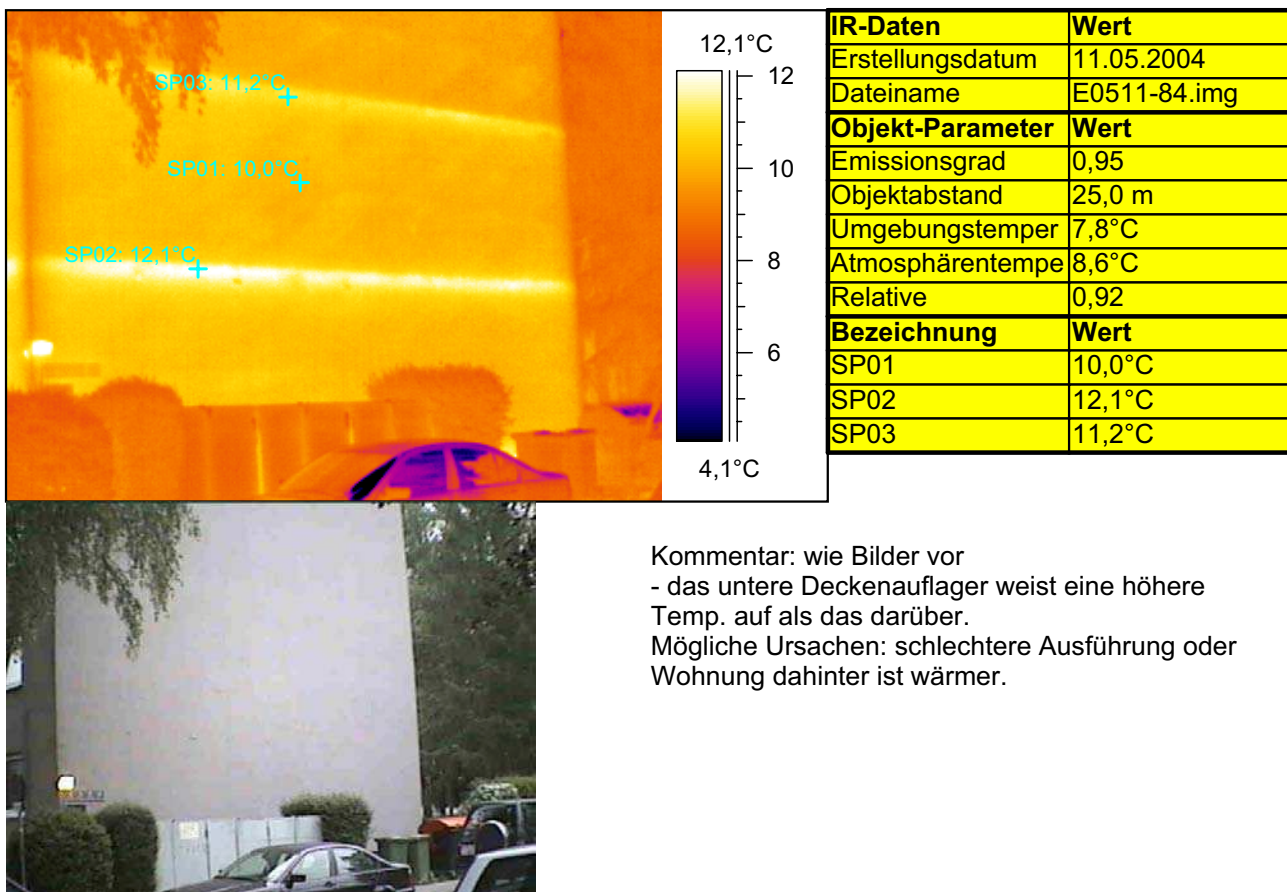 SP03: 11,2°C
SP01: 10,0°C
SP02: 12,1°C
12,1°C
12
10
8
6
4,1°C
IR-Daten Wert
Erstellungsdatum 11.05.2004
Dateiname E0511-84.img
Objekt-Parameter Wert
Emissionsgrad 0,95
Objektabstand 25,0 m
Umgebungstemper 7,8°C
Atmosphärentempe 8,6°C
Relative 0,92
Bezeichnung Wert
SP01 10,0°C
SP02 12,1°C
SP03 11,2°C
Kommentar: wie Bilder vor
- das untere Deckenauflager weist eine höhere
Temp. auf als das darüber.
Mögliche Ursachen: schlechtere Ausführung oder
Wohnung dahinter ist wärmer.